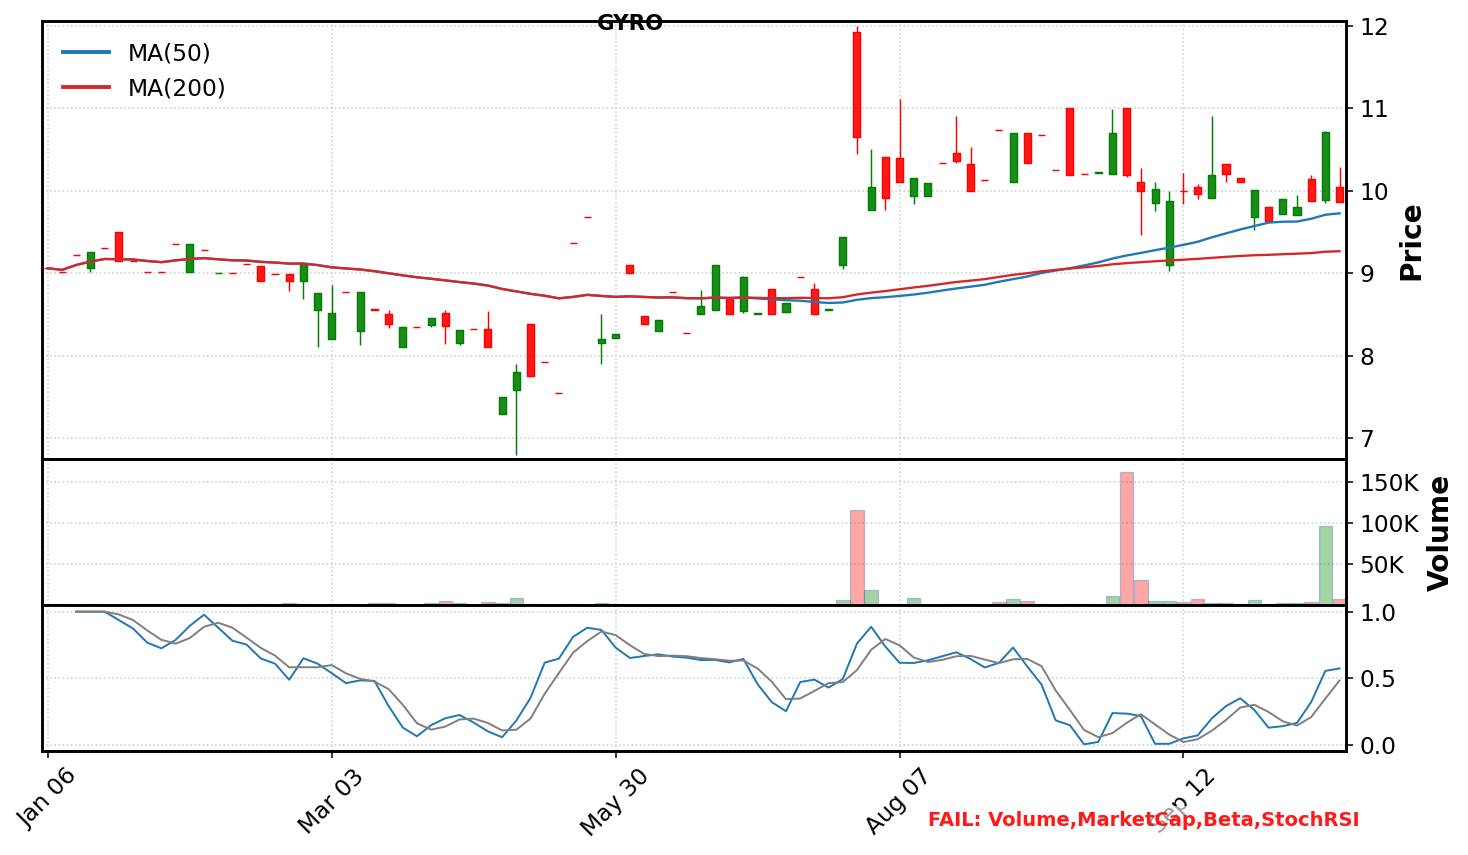 GYRO
MA(50)
MA(200)
12
11
10
9
8
7
Price
150K
100K
50K
Volume
1.0
0.5
0.0
Jan 06
Mar 03
May 30
Aug 07
Sep 12
FAIL: Volume,MarketCap,Beta,StochRSI